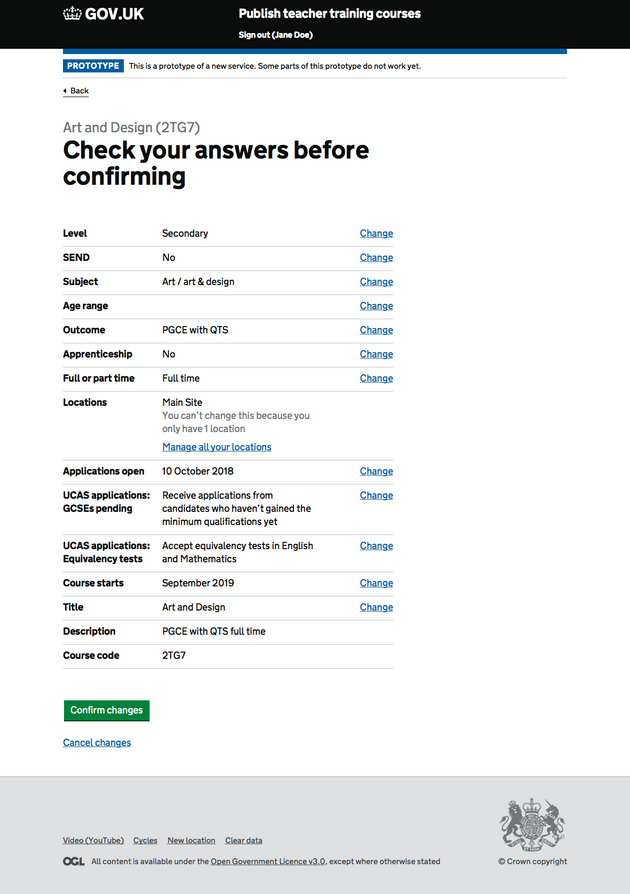 GOV.UK Publish teacher training courses
Sign out (Jane Doe)
PROTOTYPE This is a prototype of a new service. Some parts of this prototype do not work yet.
Back
Art and Design (2TG7)
Check your answers before
confirming
Level Secondary Change
SEND No Change
Subject Art / art & design Change
Age range Change
Outcome PGCE with QTS Change
Apprenticeship No Change
Full or part time Full time Change
Locations Main Site
You can't change this because you
only have 1 location
Manage all your locations
Applications open 10 October 2018 Change
UCAS applications: Receive applications from Change
GCSEs pending candidates who haven't gained the
minimum qualifications yet
UCAS applications: Accept equivalency tests in English Change
Equivalency tests and Mathematics
Course starts September 2019 Change
Title Art and Design Change
Description PGCE with QTS full time
Course code 2TG7
Confirm changes
Cancel changes
Video (YouTube) Cycles New location Clear data
OGL All content is available under the Open Government Licence v3.0, except where otherwise stated © Crown copyright